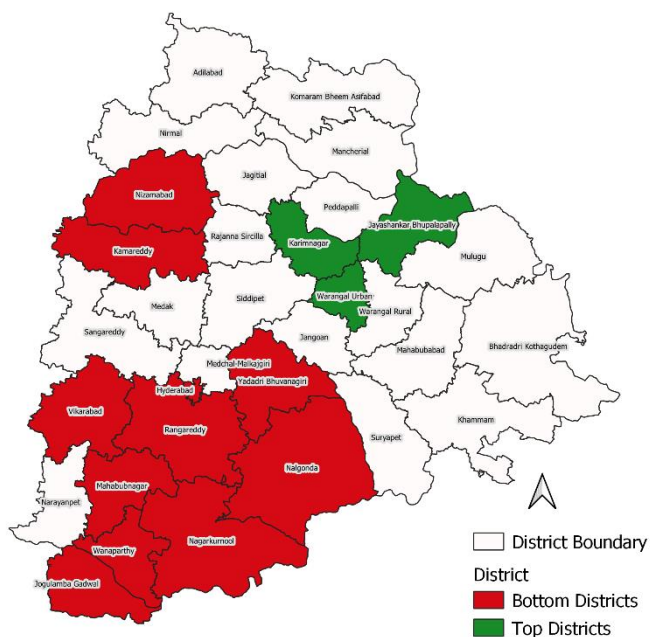 Adilabad
Komaram Bheem Asifabad
Nirmal
Mancherial
Jagitial
Nizamabad
Peddapalli
Jayashankar Bhupalapally
Rajanna Sircilla
Karimnagar
Kamareddy
Mulugu
Siddipet
Warangal Urban
Medak
Warangal Rural
Sangareddy
Jangoan
Mahabubabad
Bhadradri Kothagudem
Medchal-Malkajgiri
Yadadri Bhuvanagiri
Hyderabad
Vikarabad
Khammam
Rangareddy
Suryapet
Nalgonda
Mahabubnagar
Narayanpet
Nagarkurnool
Wanaparthy
Jogulamba Gadwal
District Boundary
District
Bottom Districts
Top Districts